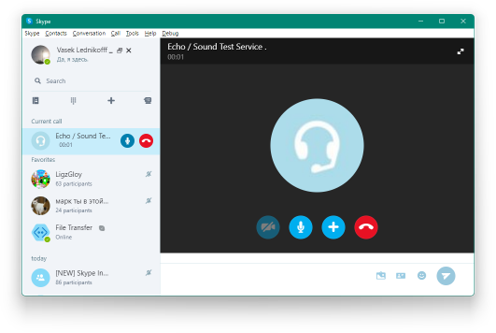 Skype
Skype Contacts Conversation Call Tools Help Debug
Vasek Lednikofff _
Да, я здесь.
Search
Current call
Echo / Sound Te...
00:01
Favorites
LigzGloy
63 participants
марк ты в этой...
24 participants
File Transfer
Online
today
[NEW] Skype In...
86 participants
Echo / Sound Test Service .
00:01